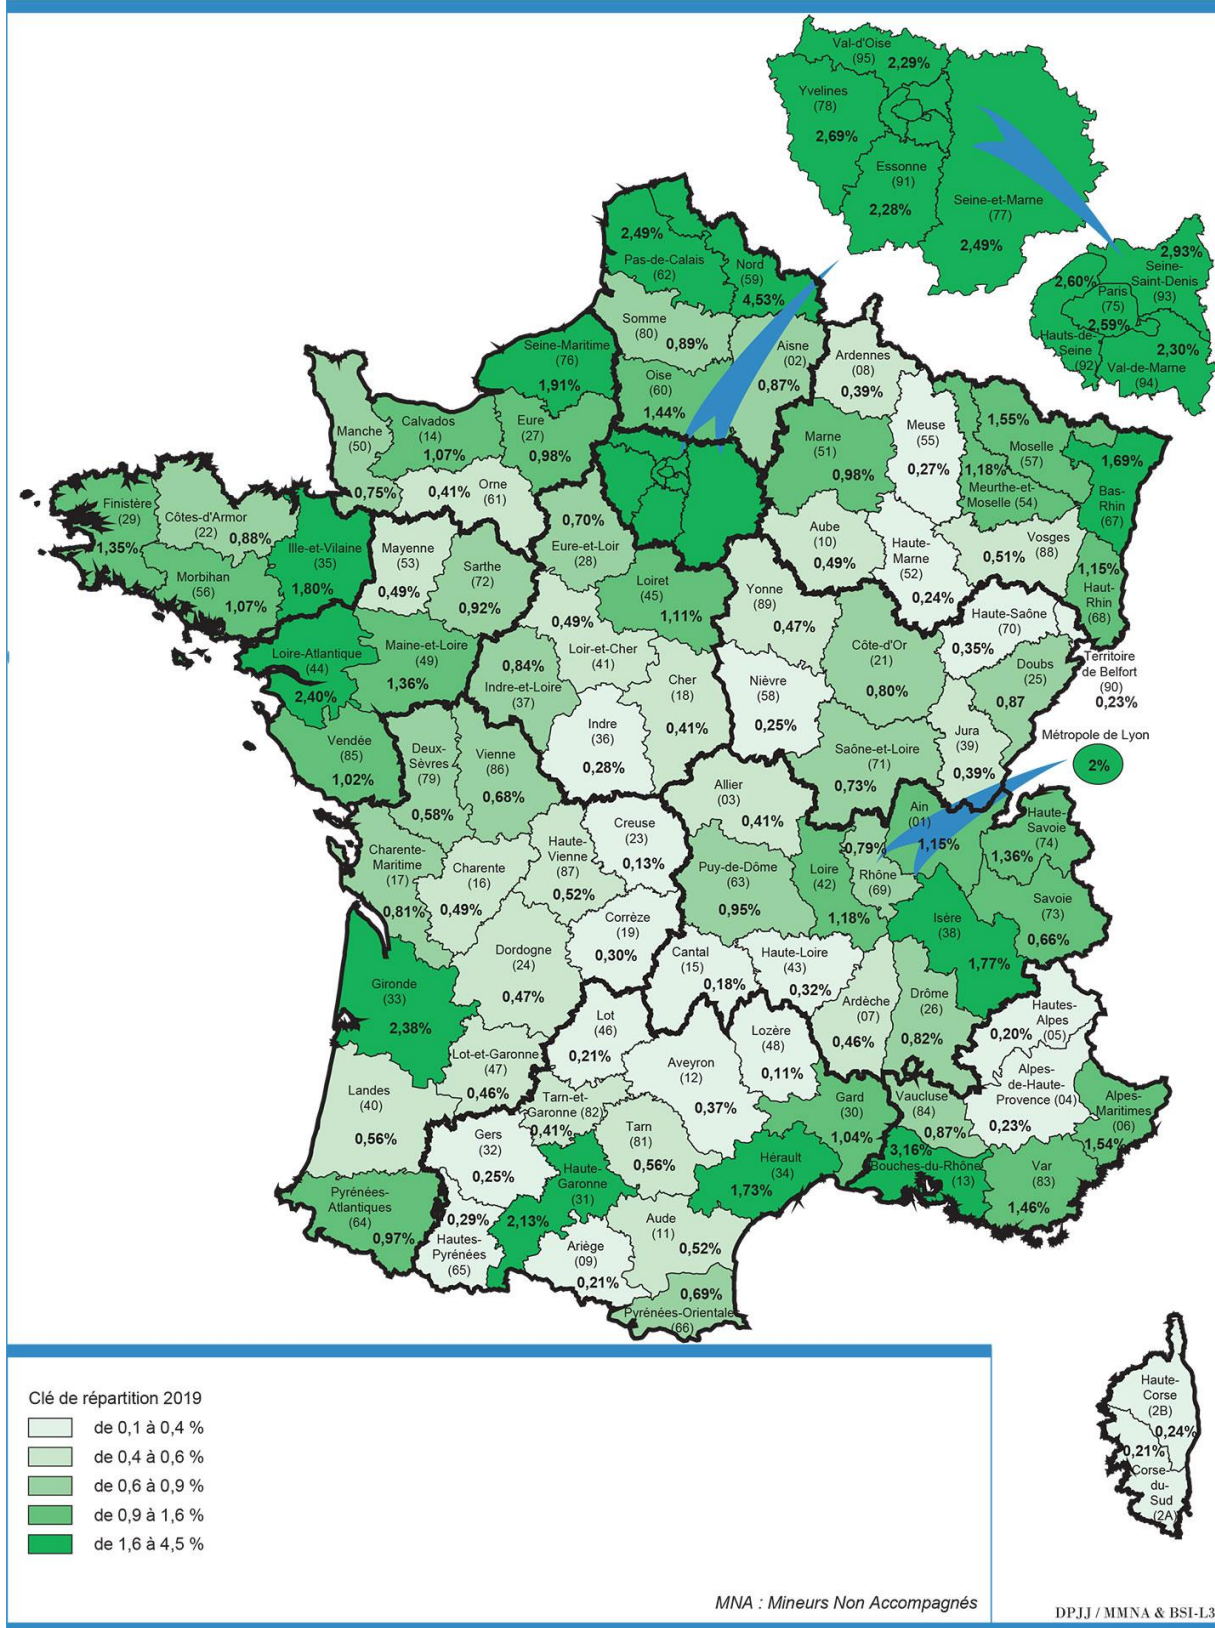 Val-d'Oise
(95) 2,29%
Yvelines
(78)
2,69%
Essonne
(91)
2,28%
Seine-et-Marne
(77)
2,49%
2,93%
Seine-
Saint-Denis
(93)
2,60%
Paris
(75)
2,59%
Hauts-de-
Seine
(92)
2,30%
Val-de-Marne
(94)
2,49%
Pas-de-Calais
(62)
Nord
(59)
4,53%
Somme
(80) 0,89%
Aisne
(02)
0,87%
Seine-Maritime
(76)
1,91%
Oise
(60)
1,44%
Ardennes
(08)
0,39%
Manche
(50)
0,75%
Calvados
(14)
1,07%
Eure
(27)
0,98%
0,41% Orne
(61)
Marne
(51)
0,98%
Meuse
(55)
0,27%
1,55%
Moselle
(57)
1,18%
Meurthe-et-
Moselle (54)
1,69%
Bas-
Rhin
(67)
Finistère
(29)
1,35%
Côtes-d'Armor
(22) 0,88%
Ille-et-Vilaine
(35)
1,80%
Morbihan
(56)
1,07%
Mayenne
(53)
0,49%
Sarthe
(72)
0,92%
0,70%
Eure-et-Loir
(28)
Loiret
(45)
1,11%
Aube
(10)
0,49%
Haute-
Marne
(52)
0,24%
Vosges
0,51% (88)
1,15%
Haut-
Rhin
(68)
Yonne
(89)
0,47%
Haute-Saône
(70)
0,35%
Côte-d'Or
(21)
0,80%
Doubs
(25)
0,87
Territoire
de Belfort
(90)
0,23%
Loire-Atlantique
(44)
2,40%
Maine-et-Loire
(49)
1,36%
0,49%
Loir-et-Cher
(41)
0,84%
Indre-et-Loire
(37)
Cher
(18)
0,41%
Nièvre
(58)
0,25%
Indre
(36)
0,28%
Vendée
(85)
1,02%
Deux-
Sèvres
(79)
0,58%
Vienne
(86)
0,68%
Saône-et-Loire
(71)
0,73%
Jura
(39)
0,39%
Métropole de Lyon
2%
Allier
(03)
0,41%
Ain
(01)
1,15%
Haute-
Savoie
(74)
1,36%
Creuse
(23)
0,13%
Haute-
Vienne
(87)
0,52%
Charente-
Maritime
(17)
0,81%
Charente
(16)
0,49%
Puy-de-Dôme
(63)
0,95%
Loire
(42)
1,18%
0,79%
Rhône
(69)
Savoie
(73)
0,66%
Isère
(38)
1,77%
Corrèze
(19)
0,30%
Dordogne
(24)
0,47%
Cantal
(15)
0,18%
Haute-Loire
(43)
0,32%
Ardèche
(07)
0,46%
Drôme
(26)
0,82%
Hautes-
Alpes
0,20% (05)
Gironde
(33)
2,38%
Lot
(46)
0,21%
Lozère
(48)
0,11%
Lot-et-Garonne
(47)
0,46%
Aveyron
(12)
0,37%
Alpes-
de-Haute-
Provence (04)
0,23%
Alpes-
Maritimes
(06)
1,54%
Landes
(40)
0,56%
Tarn-et-
Garonne (82)
0,41%
Tarn
(81)
0,56%
Gard
(30)
1,04%
Vaucluse
(84)
0,87%
Gers
(32)
0,25%
Haute-
Garonne
(31)
2,13%
Hérault
(34)
1,73%
3,16%
Bouches-du-Rhône
(13)
Var
(83)
1,46%
Pyrénées-
Atlantiques
(64)
0,97%
0,29%
Hautes-
Pyrénées
(65)
Ariège
(09)
0,21%
Aude
(11)
0,52%
0,69%
Pyrénées-Orientales
(66)
Haute-
Corse
(2B)
0,24%
0,21%
Corse-
du-
Sud
(2A)
Clé de répartition 2019
de 0,1 à 0,4 %
de 0,4 à 0,6 %
de 0,6 à 0,9 %
de 0,9 à 1,6 %
de 1,6 à 4,5 %
MNA : Mineurs Non Accompagnés
DPJJ / MMNA & BSI-L3